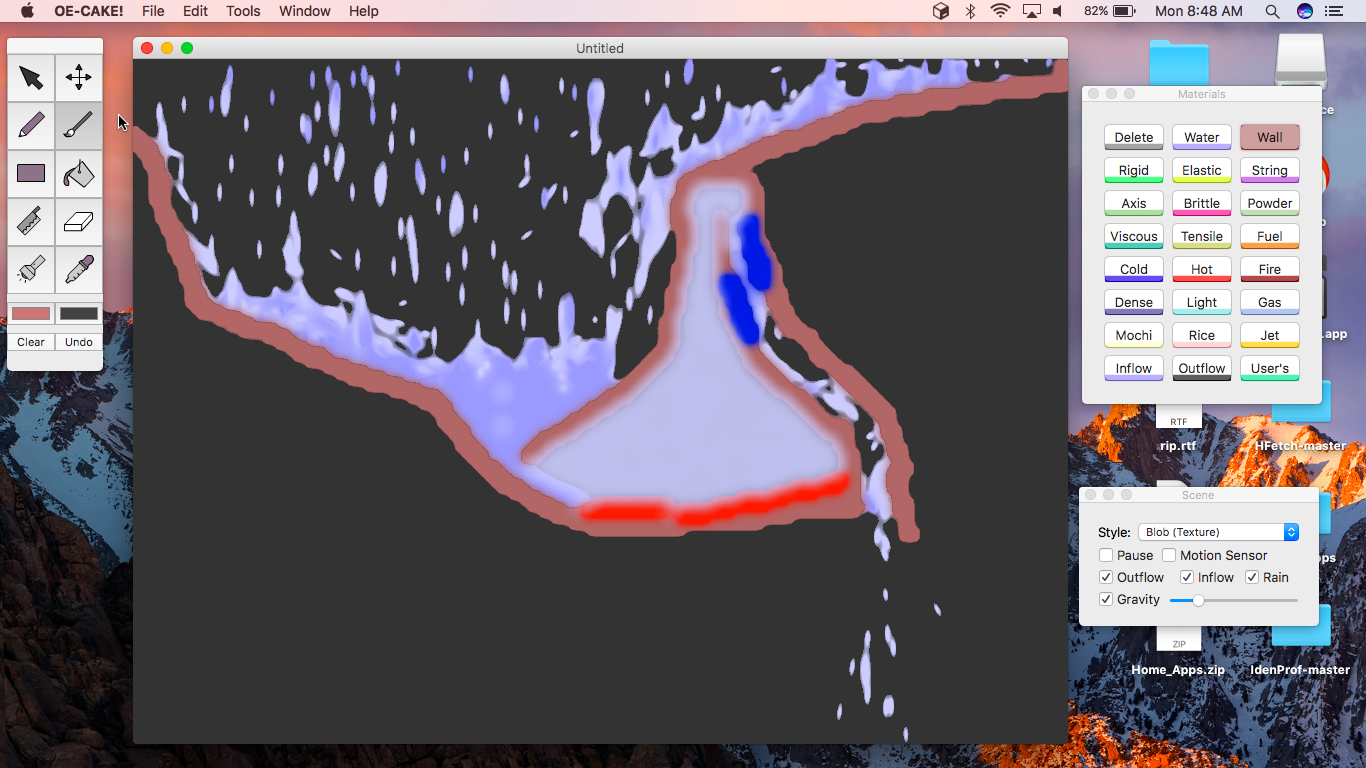 OE-CAKE! File Edit Tools Window Help 82% Mon 8:48 AM
Untitled
Clear Undo
Materials
Delete Water Wall
Rigid Elastic String
Axis Brittle Powder
Viscous Tensile Fuel
Cold Hot Fire
Dense Light Gas
Mochi Rice Jet
Inflow Outflow User's
.app
RTF
rip.rtf HFetch-master
Scene
Style: Blob (Texture)
Pause Motion Sensor
Outflow Inflow Rain
Gravity
ZIP
Home_Apps.zip IdenProf-master